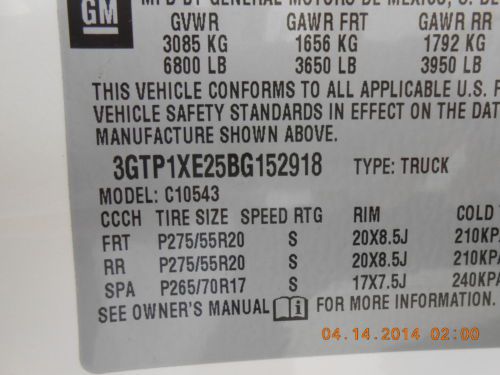 GM
MFD BY GENERAL MOTORS DE MEXICO, S. DE
GVWR GAWR FRT GAWR RR
3085 KG 1656 KG 1792 KG
6800 LB 3650 LB 3950 LB
THIS VEHICLE CONFORMS TO ALL APPLICABLE U.S. F
VEHICLE SAFETY STANDARDS IN EFFECT ON THE DAT
MANUFACTURE SHOWN ABOVE.
3GTP1XE25BG152918 TYPE: TRUCK
MODEL: C10543
CCCH TIRE SIZE SPEED RTG RIM COLD
FRT P275/55R20 S 20X8.5J 210KPA
RR P275/55R20 S 20X8.5J 210KPA
SPA P265/70R17 S 17X7.5J 240KPA
SEE OWNER'S MANUAL i FOR MORE INFORMATION.
04.14.2014 02:00